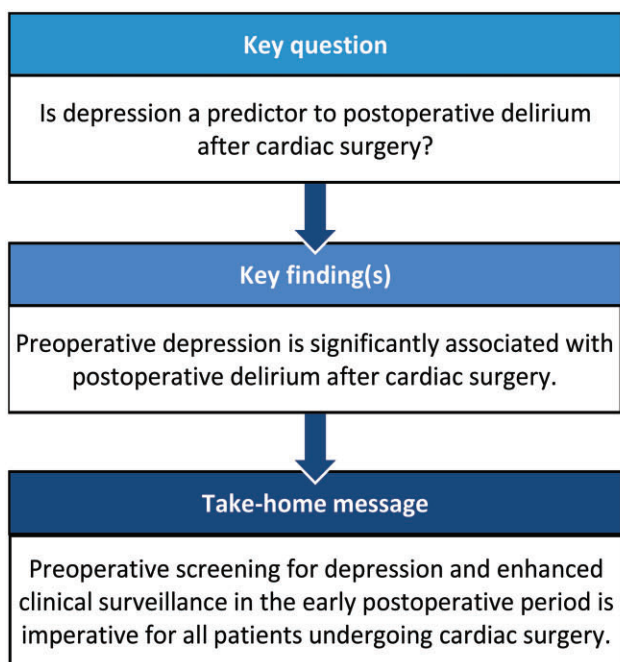 Key question
Is depression a predictor to postoperative delirium
after cardiac surgery?
Key finding(s)
Preoperative depression is significantly associated with
postoperative delirium after cardiac surgery.
Take-home message
Preoperative screening for depression and enhanced
clinical surveillance in the early postoperative period is
imperative for all patients undergoing cardiac surgery.